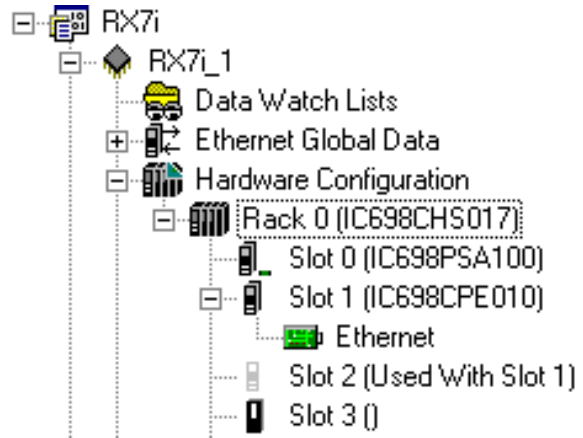 RX7i
RX7i_1
Data Watch Lists
Ethernet Global Data
Hardware Configuration
Rack 0 (IC698CHS017)
Slot 0 (IC698PSA100)
Slot 1 (IC698CPE010)
Ethernet
Slot 2 (Used With Slot 1)
Slot 3 ()